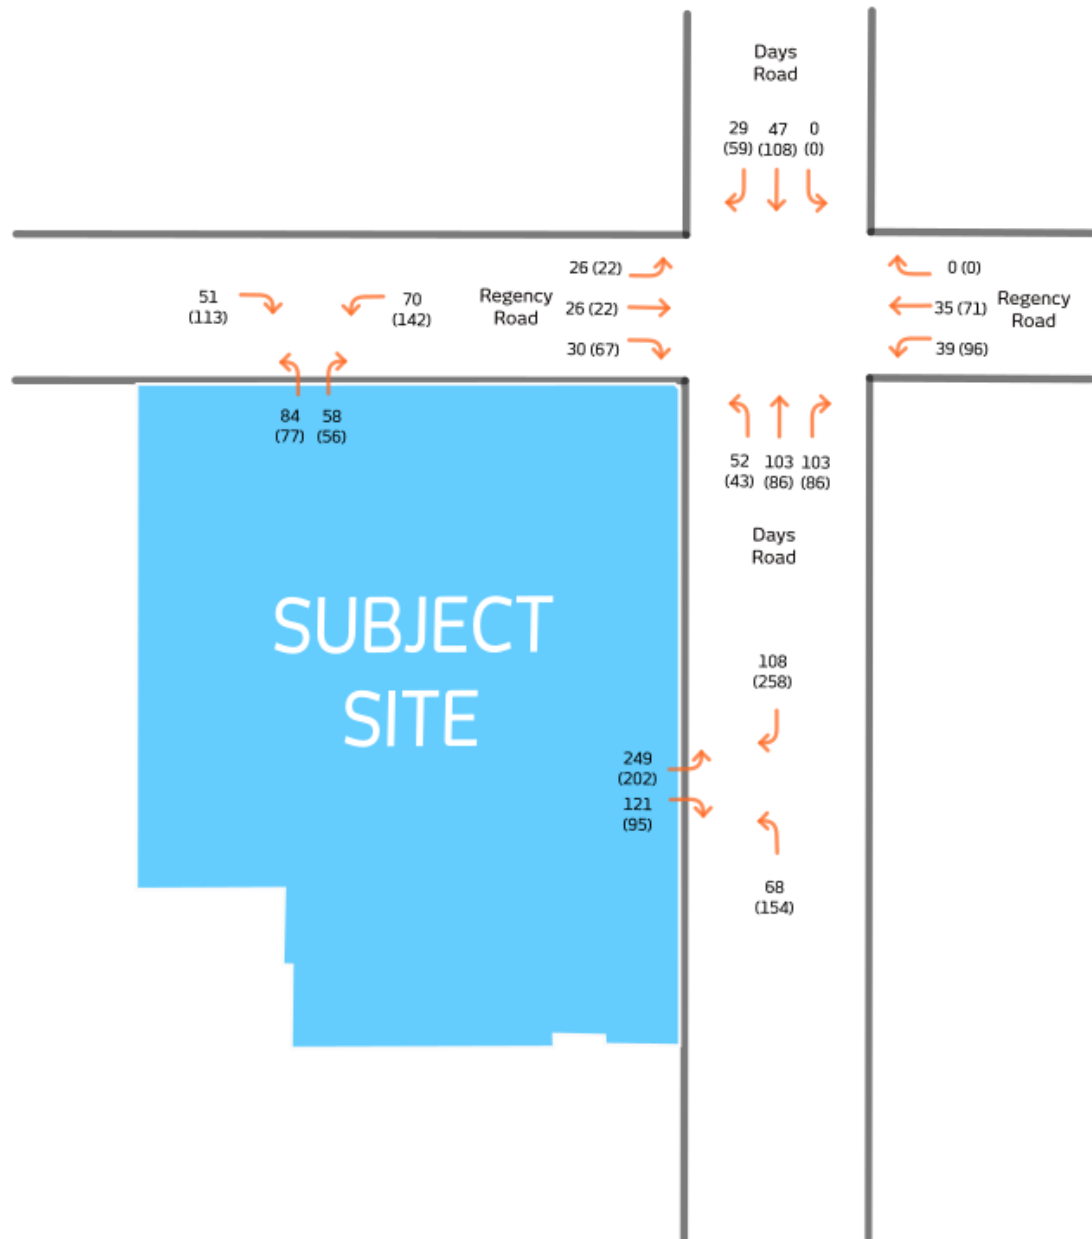 Days
Road
29 47 0
(59) (108) (0)
26 (22)
0 (0)
51
(113)
70
(142)
Regency
Road
26 (22)
35 (71)
Regency
Road
30 (67)
39 (96)
84 58
(77) (56)
52 103 103
(43) (86) (86)
Days
Road
SUBJECT
SITE
108
(258)
249
(202)
121
(95)
68
(154)